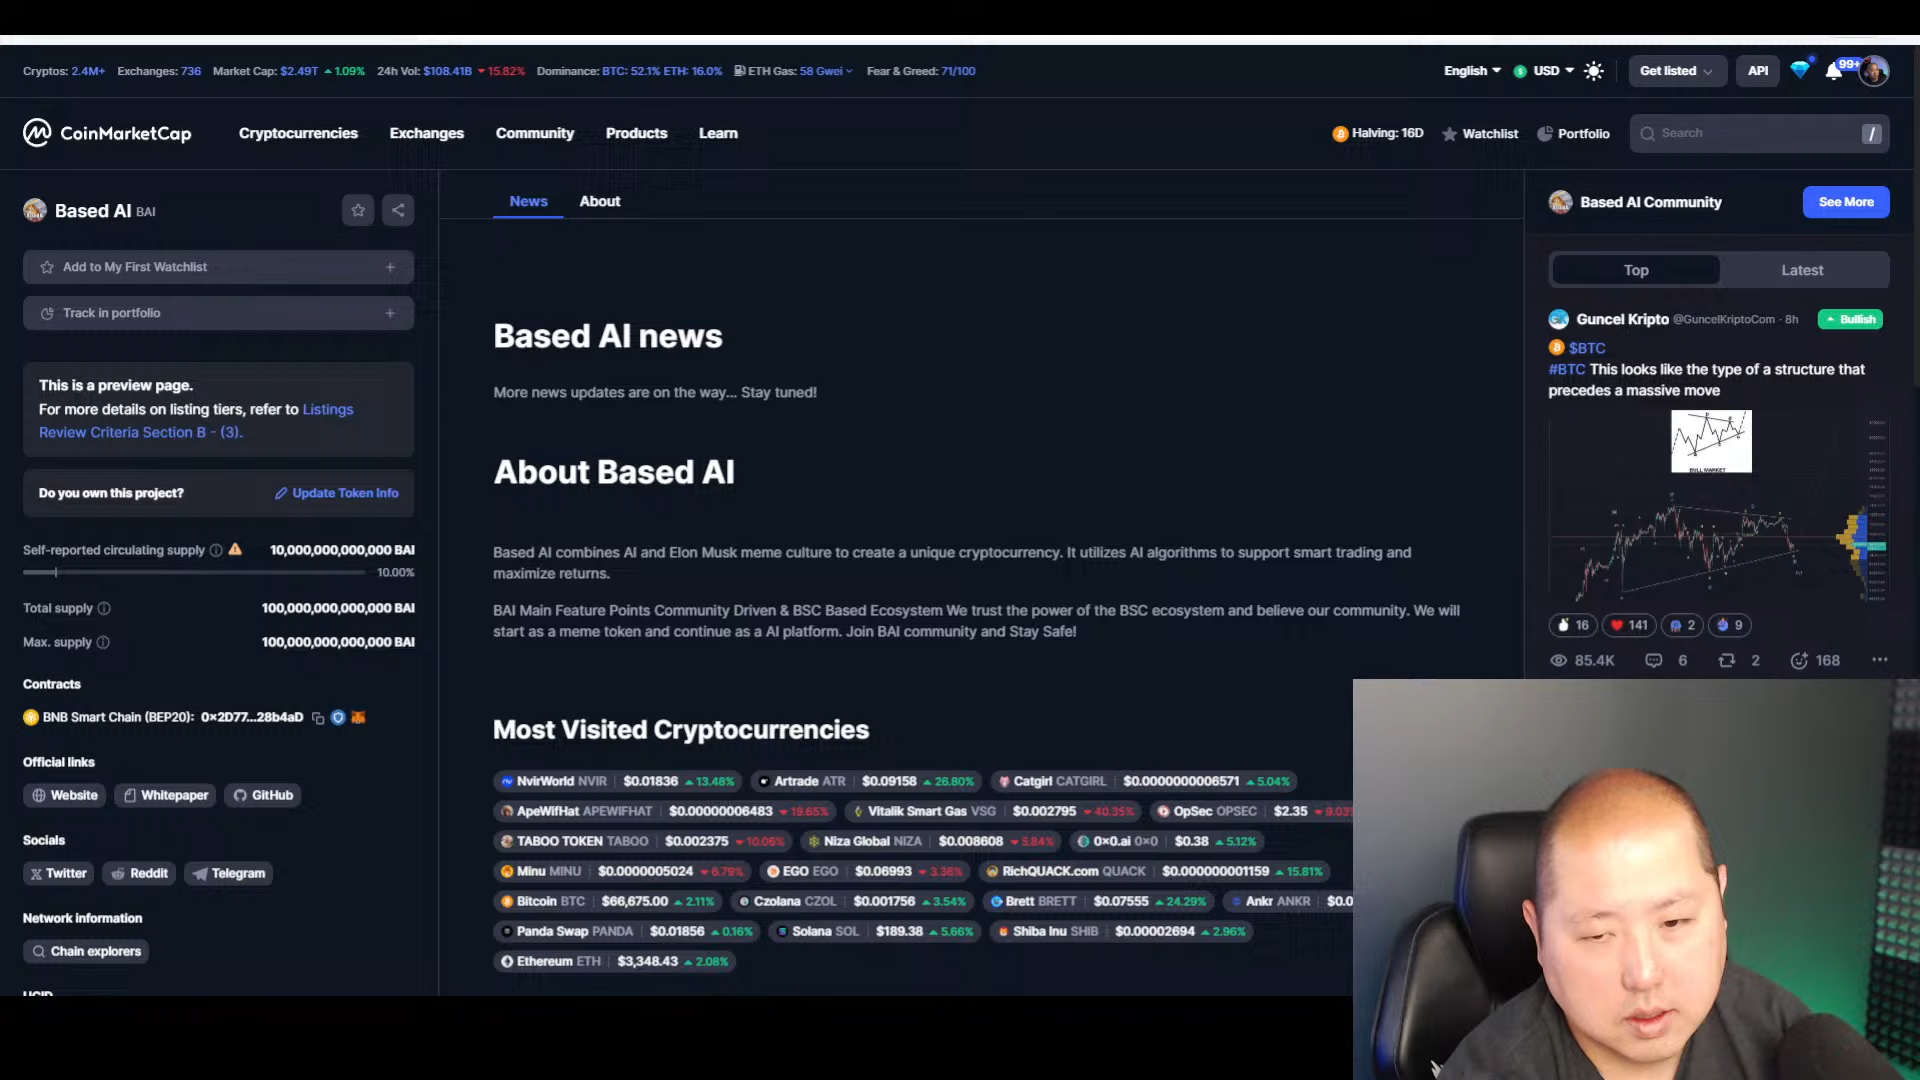 Cryptos: 2.4M+ Exchanges: 736 Market Cap: $2.49T 1.09% 24h Vol: $108.41B 15.82% Dominance: BTC: 52.1% ETH: 16.0% ETH Gas: 58 Gwei Fear & Greed: 71/100
English USD Get listed API 99+
CoinMarketCap Cryptocurrencies Exchanges Community Products Learn
Halving: 16D Watchlist Portfolio Search /
Based AI BAI
Add to My First Watchlist +
Track in portfolio +
This is a preview page.
For more details on listing tiers, refer to Listings
Review Criteria Section B - (3).
Do you own this project? Update Token Info
Self-reported circulating supply 10,000,000,000,000 BAI
10.00%
Total supply 100,000,000,000,000 BAI
Max. supply 100,000,000,000,000 BAI
Contracts
BNB Smart Chain (BEP20): 0x2D77...28b4aD
Official links
Website Whitepaper GitHub
Socials
Twitter Reddit Telegram
Network information
Chain explorers
News About
Based AI news
More news updates are on the way... Stay tuned!
About Based AI
Based AI combines AI and Elon Musk meme culture to create a unique cryptocurrency. It utilizes AI algorithms to support smart trading and
maximize returns.
BAI Main Feature Points Community Driven & BSC Based Ecosystem We trust the power of the BSC ecosystem and believe our community. We will
start as a meme token and continue as a AI platform. Join BAI community and Stay Safe!
Most Visited Cryptocurrencies
NvirWorld NVIR $0.01836 13.48% Artrade ATR $0.09158 26.80% Catgirl CATGIRL $0.0000000006571 5.04%
ApeWifHat APEWIFHAT $0.00000006483 19.65% Vitalik Smart Gas VSG $0.002795 40.35% OpSec OPSEC $2.35 9.03%
TABOO TOKEN TABOO $0.002375 10.06% Niza Global NIZA $0.008608 5.84% 0x0.ai 0x0 $0.38 5.12%
Minu MINU $0.0000005024 6.79% EGO EGO $0.06993 3.36% RichQUACK.com QUACK $0.000000001159 15.81%
Bitcoin BTC $66,675.00 2.11% Czolana CZOL $0.001756 3.54% Brett BRETT $0.07555 24.29% Ankr ANKR $0.0
Panda Swap PANDA $0.01856 0.16% Solana SOL $189.38 5.66% Shiba Inu SHIB $0.00002694 2.96%
Ethereum ETH $3,348.43 2.08%
Based AI Community See More
Top Latest
Guncel Kripto @GuncelKriptoCom · 8h Bullish
$BTC
#BTC This looks like the type of a structure that
precedes a massive move
BULL MARKET
16 141 2 9
85.4K 6 2 168